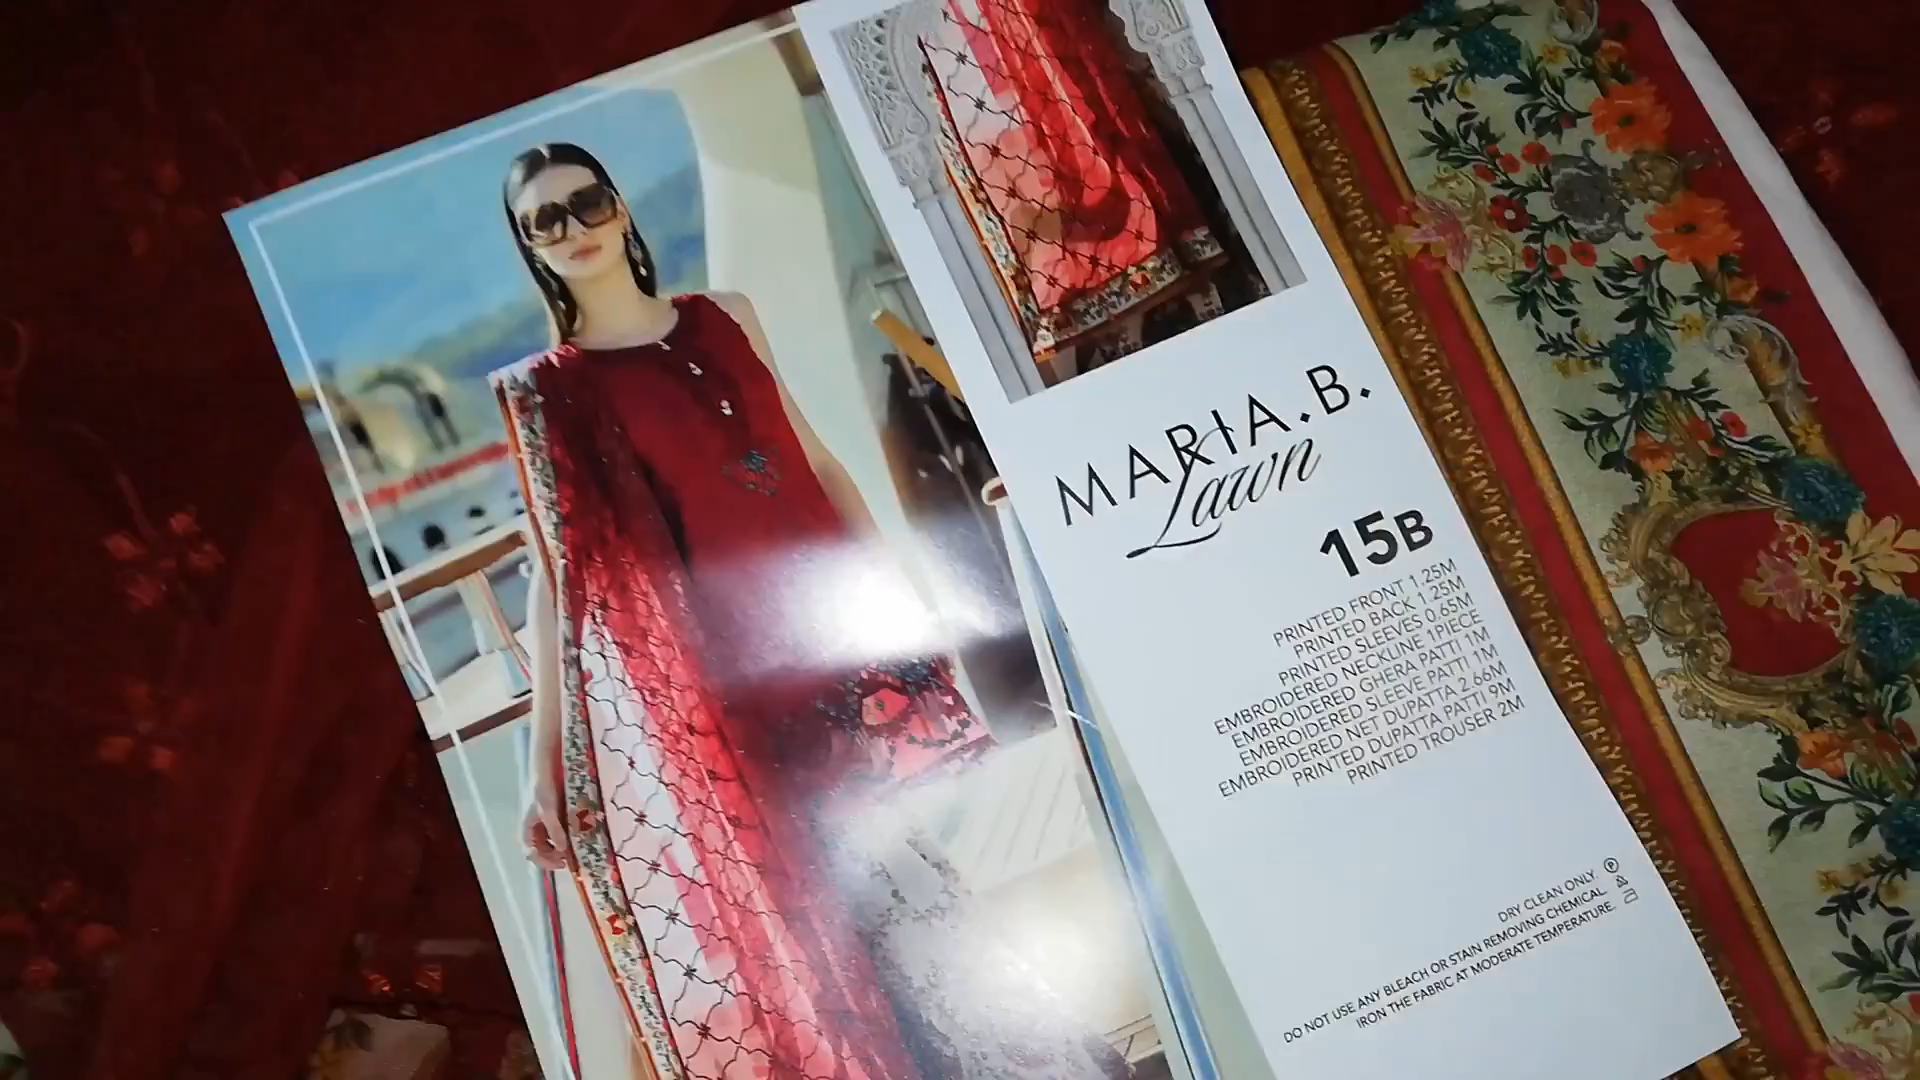 MARIA.B.
Lawn
15B
PRINTED FRONT 1.25M
PRINTED BACK 1.25M
PRINTED SLEEVES 0.65M
EMBROIDERED NECKLINE 1PIECE
EMBROIDERED GHERA PATTI 1M
EMBROIDERED SLEEVE PATTI 1M
EMBROIDERED NET DUPATTA 2.66M
PRINTED DUPATTA PATTI 9M
PRINTED TROUSER 2M
DRY CLEAN ONLY. P
DO NOT USE ANY BLEACH OR STAIN REMOVING CHEMICAL
IRON THE FABRIC AT MODERATE TEMPERATURE.